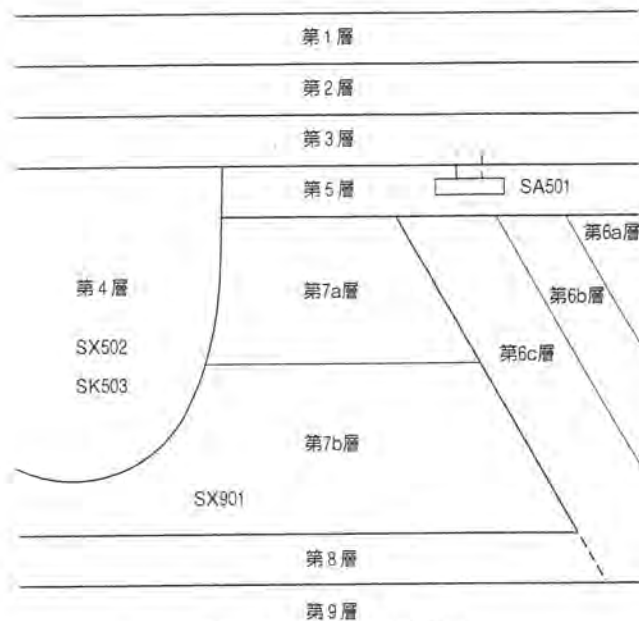 第1層
第2層
第3層
第5層
SA501
第6a層
第4層
第7a層
第6b層
SX502
第6c層
SK503
第7b層
SX901
第8層
第9層